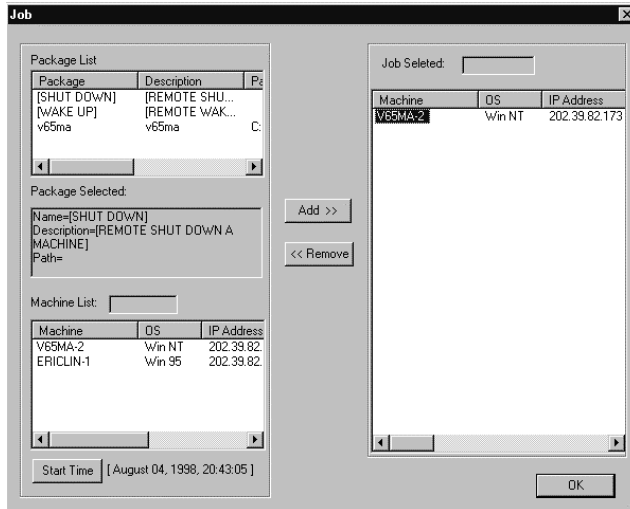 Job
Package List
Package Description Pa
[SHUT DOWN] [REMOTE SHU...
[WAKE UP] [REMOTE WAK...
v65ma v65ma C:
Package Selected:
Name=[SHUT DOWN]
Description=[REMOTE SHUT DOWN A
MACHINE]
Path=
Machine List:
Machine OS IP Address
V65MA-2 Win NT 202.39.82.
ERICLIN-1 Win 95 202.39.82.
Start Time [ August 04, 1998, 20:43:05 ]
Add >>
<< Remove
Job Seleted:
Machine OS IP Address
V65MA-2 Win NT 202.39.82.173
OK